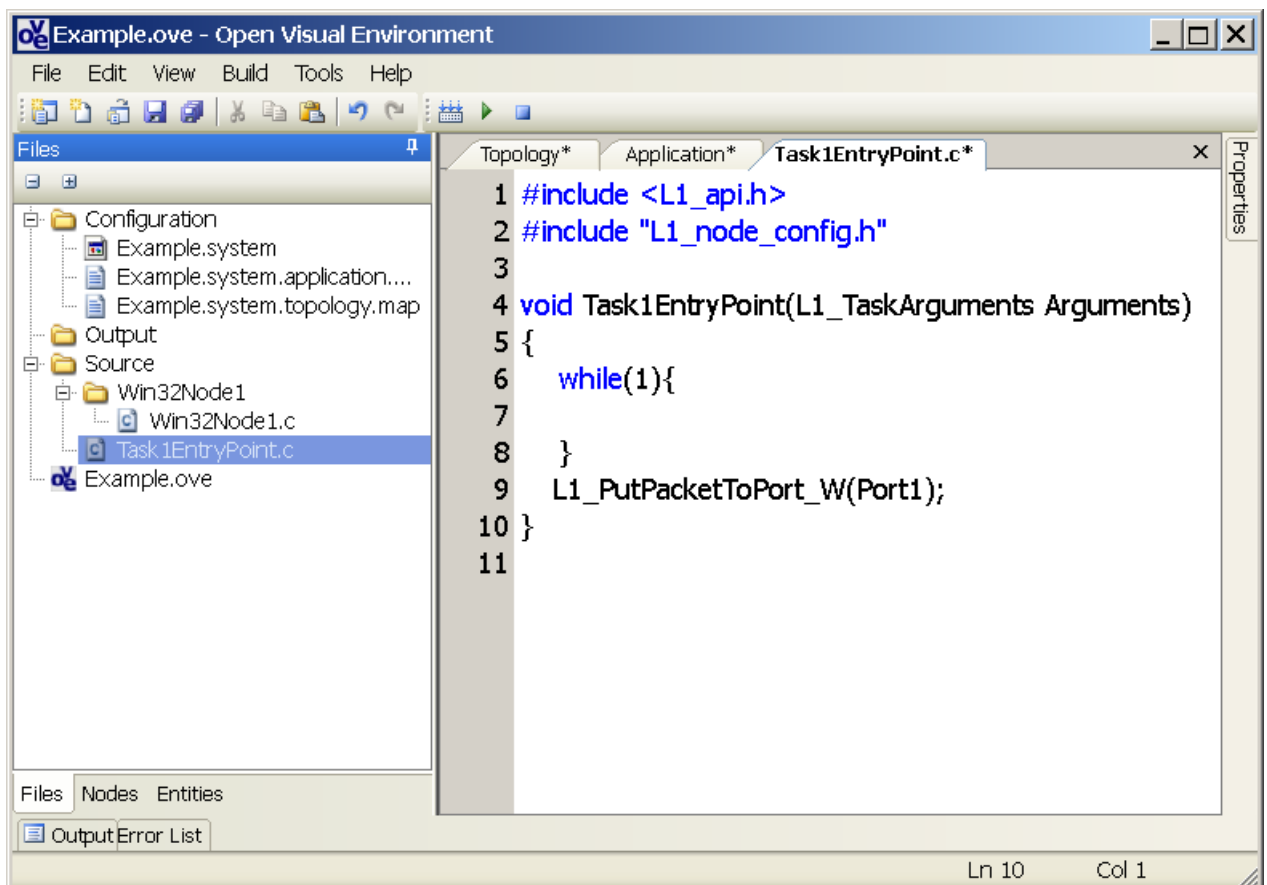 Example.ove - Open Visual Environment
File Edit View Build Tools Help
Files
Configuration
Example.system
Example.system.application....
Example.system.topology.map
Output
Source
Win32Node1
Win32Node1.c
Task1EntryPoint.c
Example.ove
Files Nodes Entities
Topology* Application* Task1EntryPoint.c*
1 #include <L1_api.h>
2 #include "L1_node_config.h"
3
4 void Task1EntryPoint(L1_TaskArguments Arguments)
5 {
6 while(1){
7
8 }
9 L1_PutPacketToPort_W(Port1);
10 }
11
Properties
Output Error List
Ln 10 Col 1